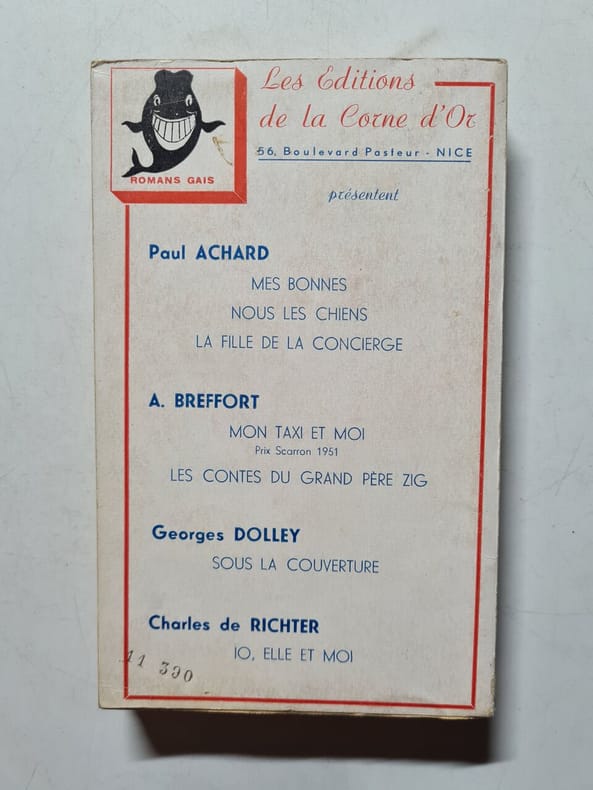 Les Editions
de la Corne d'Or
56, Boulevard Pasteur - NICE
ROMANS GAIS
présentent
Paul ACHARD
MES BONNES
NOUS LES CHIENS
LA FILLE DE LA CONCIERGE
A. BREFFORT
MON TAXI ET MOI
Prix Scarron 1951
LES CONTES DU GRAND PÈRE ZIG
Georges DOLLEY
SOUS LA COUVERTURE
Charles de RICHTER
IO, ELLE ET MOI
11 390